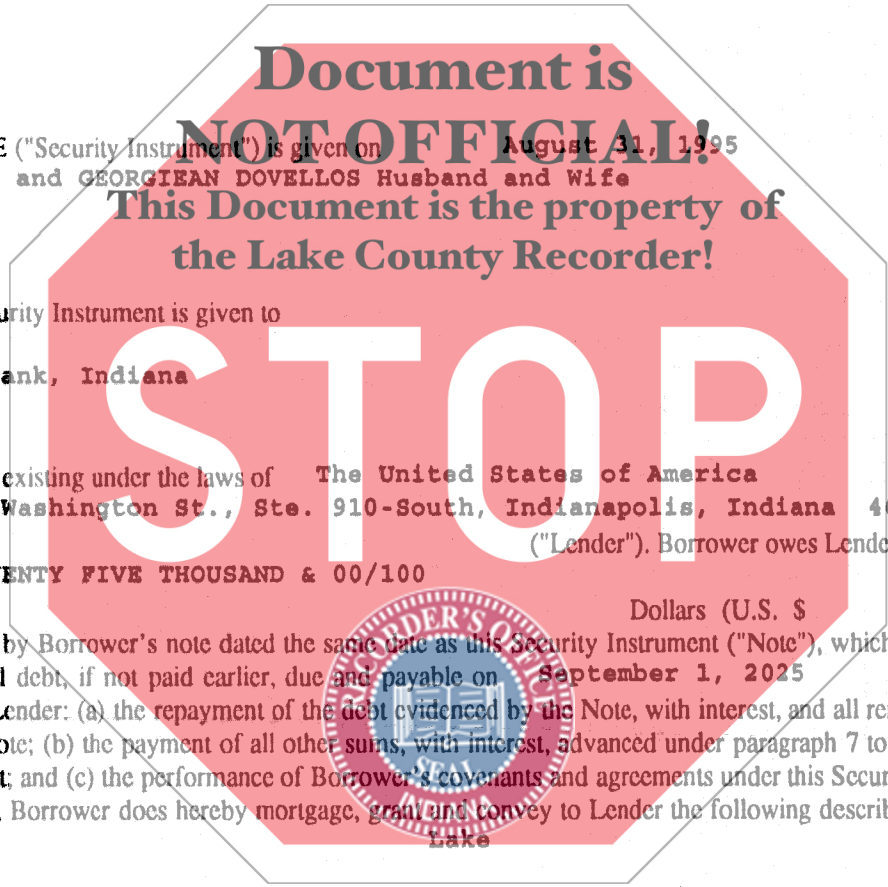 Document is
NOT OFFICIAL!
E ("Security Instrument") is given on August 31, 1995
and GEORGIEAN DOVELLOS Husband and Wife
This Document is the property of
the Lake County Recorder!
urity Instrument is given to
STOP
ank, Indiana
existing under the laws of The United States of America
Washington St., Ste. 910-South, Indianapolis, Indiana 4
("Lender"). Borrower owes Lende
ENTY FIVE THOUSAND & 00/100
Dollars (U.S. $
by Borrower's note dated the same date as this Security Instrument ("Note"), which
debt, if not paid earlier, due and payable on September 1, 2025
ender: (a) the repayment of the debt evidenced by the Note, with interest, and all re
ote; (b) the payment of all other sums, with interest, advanced under paragraph 7 to
t; and (c) the performance of Borrower's covenants and agreements under this Secur
Borrower does hereby mortgage, grant and convey to Lender the following describ
Lake
RECORDER'S OFFICE
SEAL
INDIANA